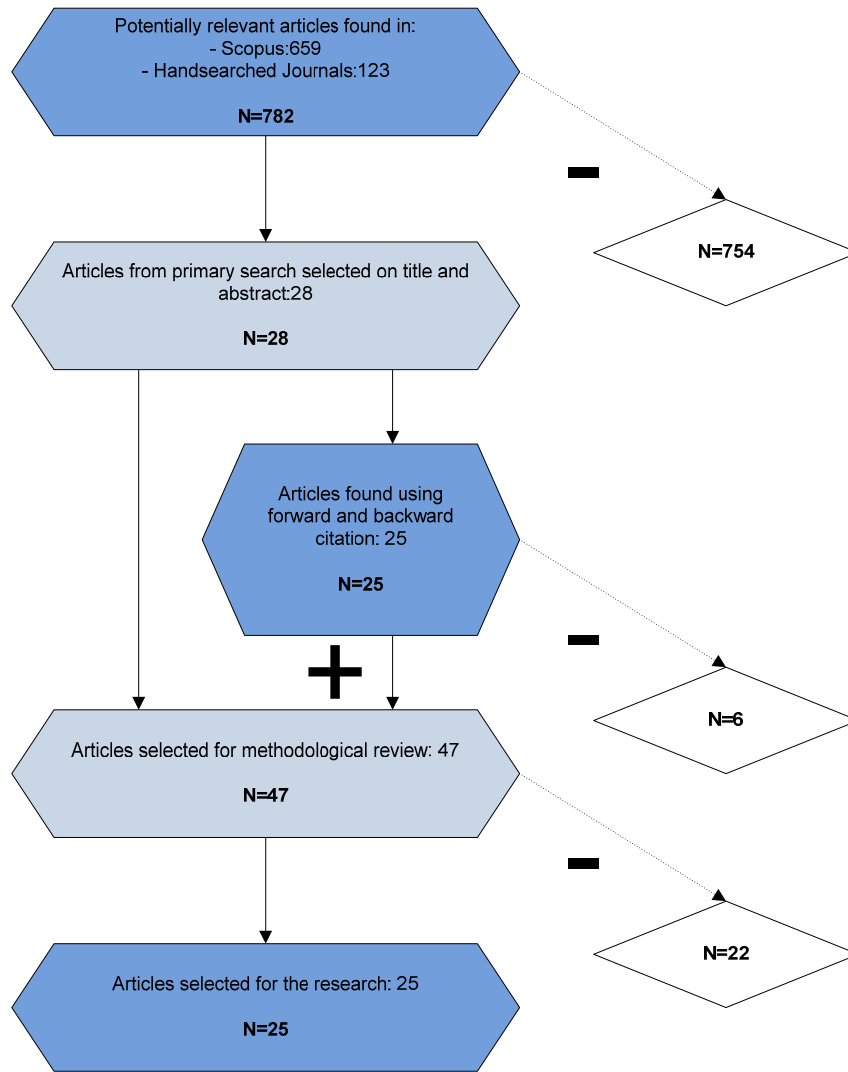 Potentially relevant articles found in:
- Scopus:659
- Handsearched Journals:123
N=782
N=754
Articles from primary search selected on title and
abstract:28
N=28
Articles found using
forward and backward
citation: 25
N=25
N=6
Articles selected for methodological review: 47
N=47
N=22
Articles selected for the research: 25
N=25